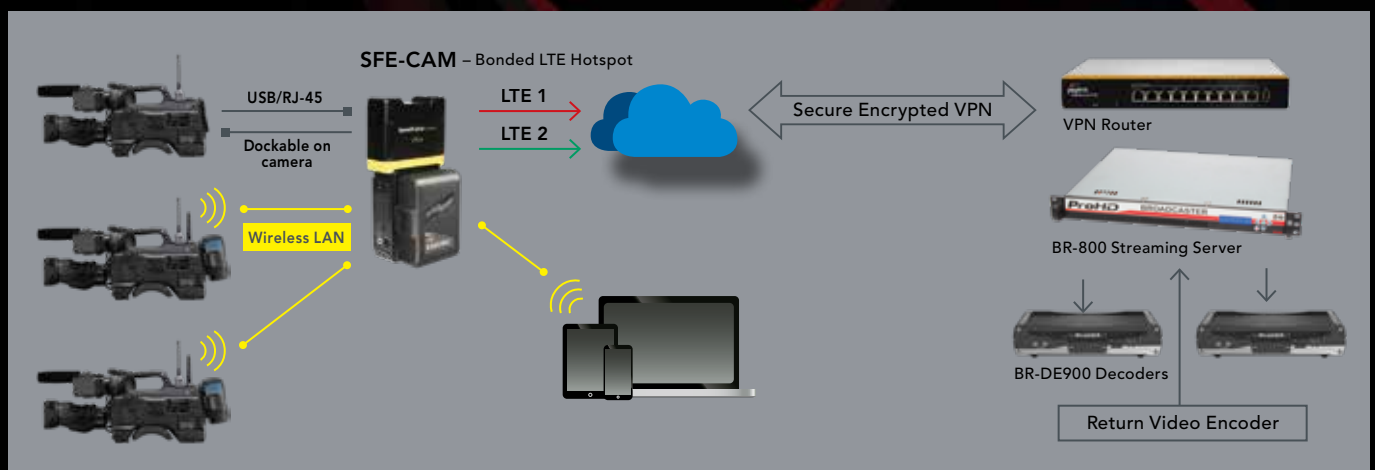 SFE-CAM – Bonded LTE Hotspot
USB/RJ-45
Dockable on
camera
Wireless LAN
LTE 1
LTE 2
Secure Encrypted VPN
VPN Router
ProHD BROADCASTER
BR-800 Streaming Server
ProHD
BR-DE900 Decoders
Return Video Encoder